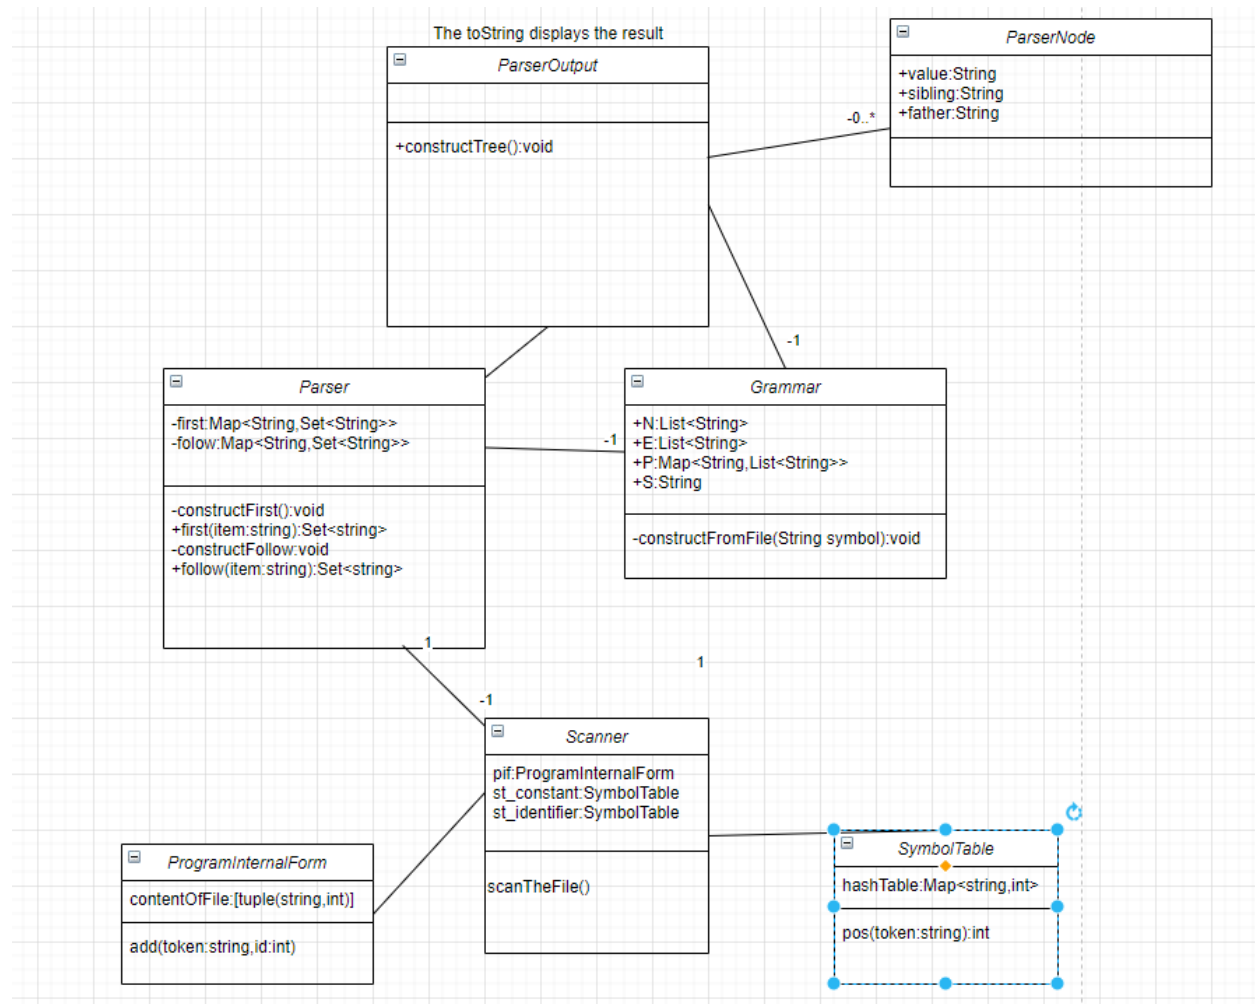 The toString displays the result
ParserOutput
+constructTree():void
ParserNode
+value:String
+sibling:String
+father:String
-0..*
-1
Parser
-first:Map<String,Set<String>>
-folow:Map<String,Set<String>>
-constructFirst():void
+first(item:string):Set<string>
-constructFollow:void
+follow(item:string):Set<string>
-1
Grammar
+N:List<String>
+E:List<String>
+P:Map<String,List<String>>
+S:String
-constructFromFile(String symbol):void
1
1
-1
Scanner
pif:ProgramInternalForm
st_constant:SymbolTable
st_identifier:SymbolTable
scanTheFile()
ProgramInternalForm
contentOfFile:[tuple(string,int)]
add(token:string,id:int)
SymbolTable
hashTable:Map<string,int>
pos(token:string):int